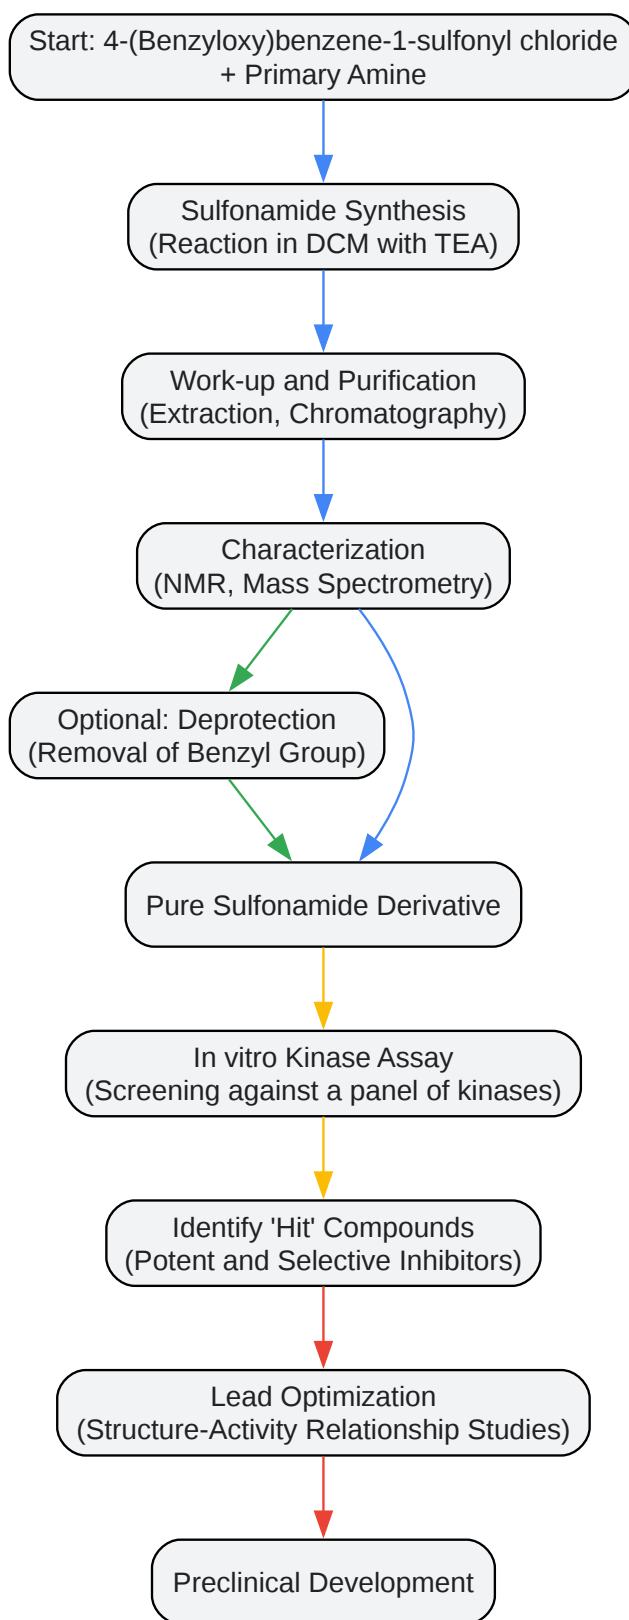 Start: 4-(Benzyloxy)benzene-1-sulfonyl chloride
+ Primary Amine
Sulfonamide Synthesis
(Reaction in DCM with TEA)
Work-up and Purification
(Extraction, Chromatography)
Characterization
(NMR, Mass Spectrometry)
Optional: Deprotection
(Removal of Benzyl Group)
Pure Sulfonamide Derivative
In vitro Kinase Assay
(Screening against a panel of kinases)
Identify 'Hit' Compounds
(Potent and Selective Inhibitors)
Lead Optimization
(Structure-Activity Relationship Studies)
Preclinical Development